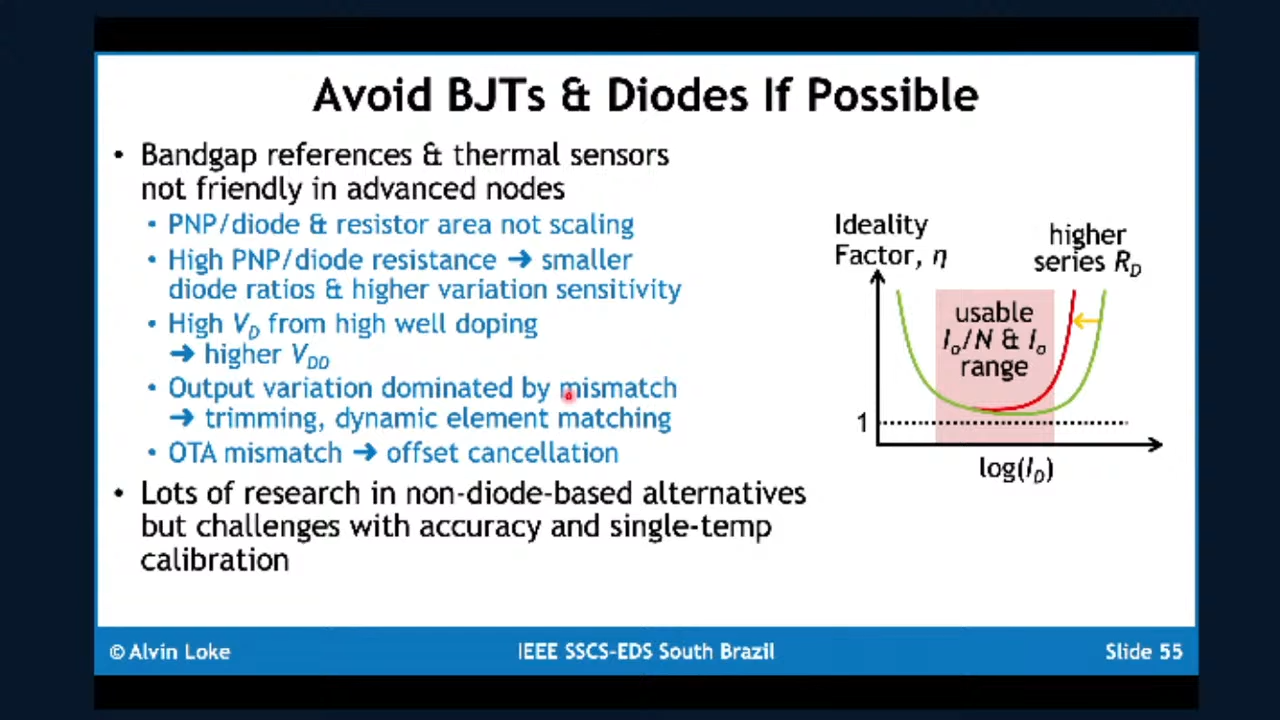 Avoid BJTs & Diodes If Possible
• Bandgap references & thermal sensors
not friendly in advanced nodes
• PNP/diode & resistor area not scaling
• High PNP/diode resistance ➜ smaller
diode ratios & higher variation sensitivity
• High V_D from high well doping
➜ higher V_DD
• Output variation dominated by mismatch
➜ trimming, dynamic element matching
• OTA mismatch ➜ offset cancellation
• Lots of research in non-diode-based alternatives
but challenges with accuracy and single-temp
calibration
Ideality
Factor, η
higher
series R_D
usable
I_o/N & I_o
range
1
log(I_D)
© Alvin Loke
IEEE SSCS-EDS South Brazil
Slide 55